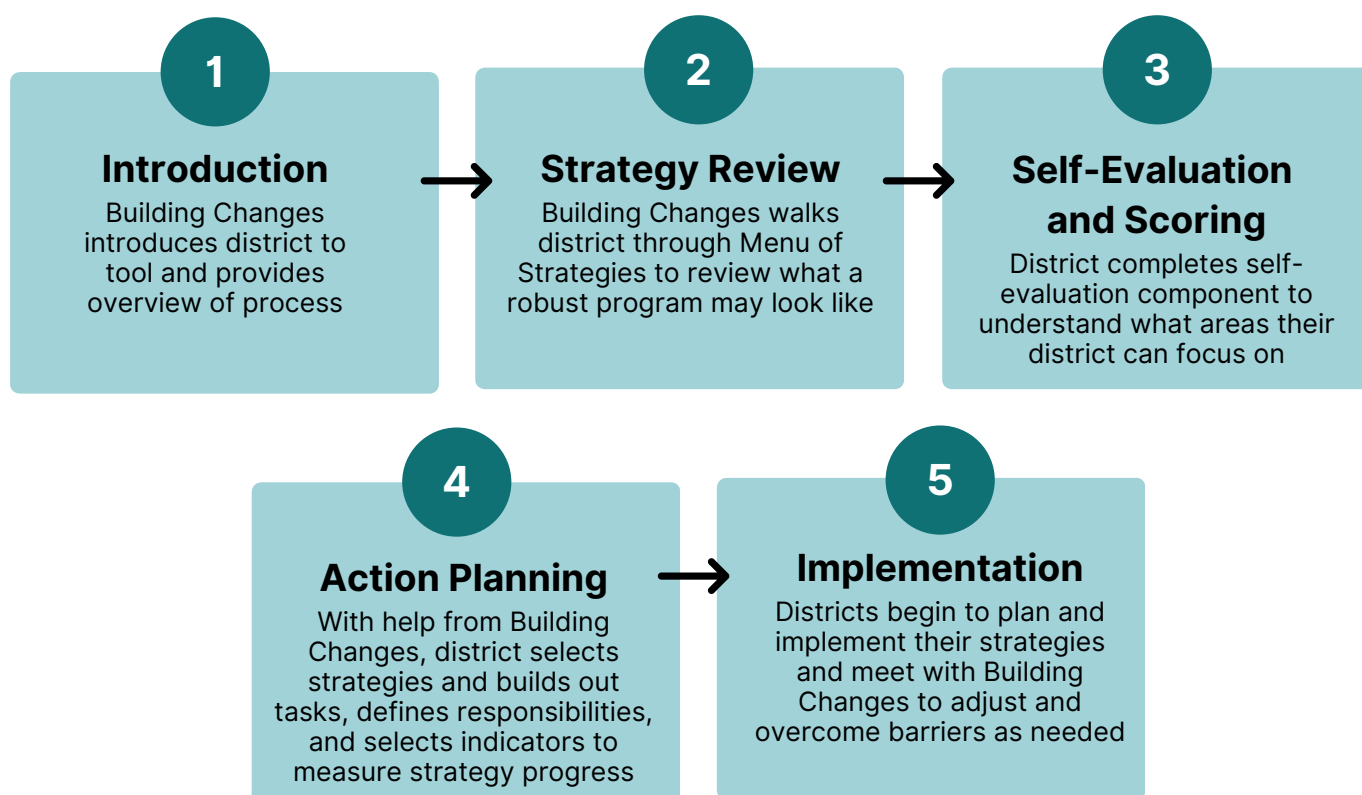 1
Introduction
Building Changes
introduces district to
tool and provides
overview of process
2
Strategy Review
Building Changes walks
district through Menu of
Strategies to review what a
robust program may look like
3
Self-Evaluation
and Scoring
District completes self-
evaluation component to
understand what areas their
district can focus on
4
Action Planning
With help from Building
Changes, district selects
strategies and builds out
tasks, defines responsibilities,
and selects indicators to
measure strategy progress
5
Implementation
Districts begin to plan and
implement their strategies
and meet with Building
Changes to adjust and
overcome barriers as needed